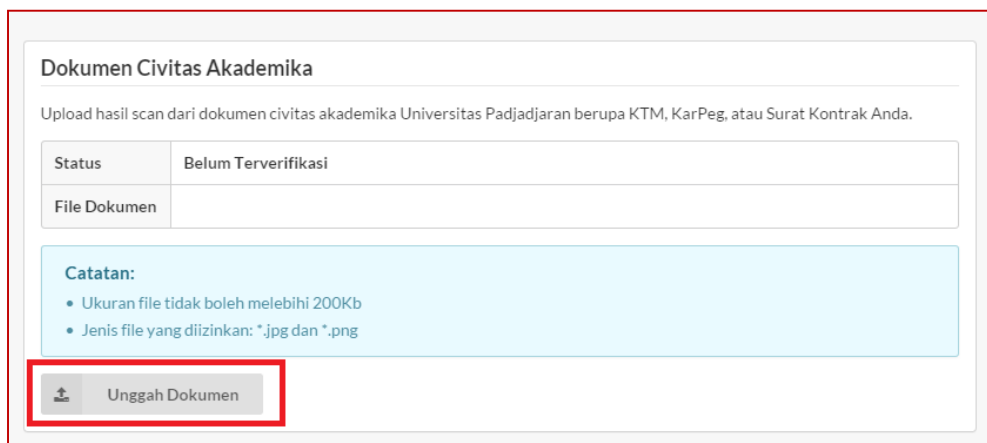 Dokumen Civitas Akademika
Upload hasil scan dari dokumen civitas akademika Universitas Padjadjaran berupa KTM, KarPeg, atau Surat Kontrak Anda.
Status Belum Terverifikasi
File Dokumen
Catatan:
• Ukuran file tidak boleh melebihi 200Kb
• Jenis file yang diizinkan: *.jpg dan *.png
Unggah Dokumen